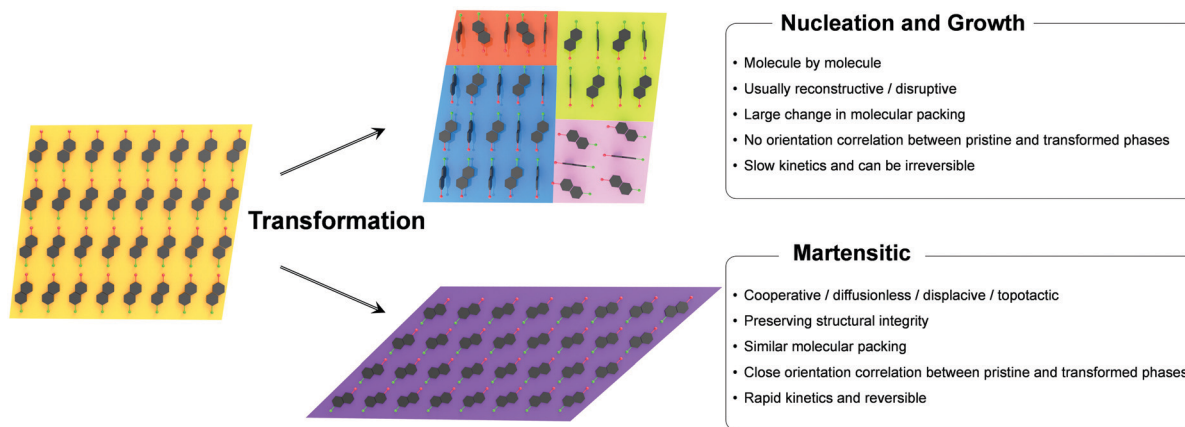 Transformation
Nucleation and Growth
• Molecule by molecule
• Usually reconstructive / disruptive
• Large change in molecular packing
• No orientation correlation between pristine and transformed phases
• Slow kinetics and can be irreversible
Martensitic
• Cooperative / diffusionless / displacive / topotactic
• Preserving structural integrity
• Similar molecular packing
• Close orientation correlation between pristine and transformed phases
• Rapid kinetics and reversible